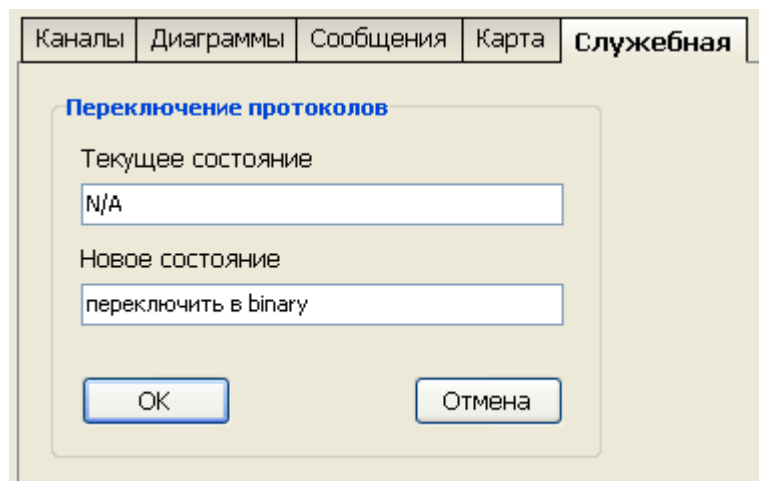 Каналы Диаграммы Сообщения Карта Служебная
Переключение протоколов
Текущее состояние
N/A
Новое состояние
переключить в binary
OK Отмена